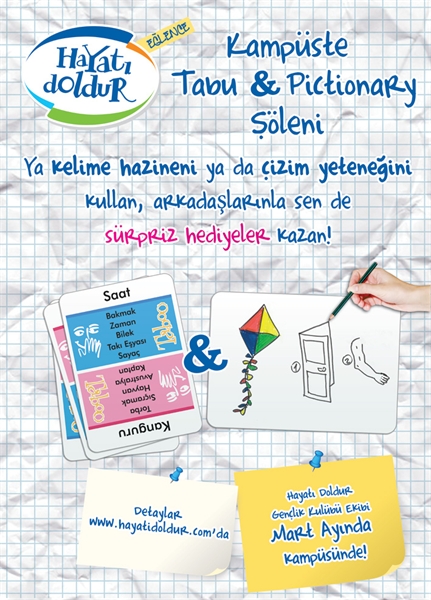 Hayatı
doldur
EĞLENCE
Kampüste
Tabu & Pictionary
Şöleni
Ya kelime hazineni ya da çizim yeteneğini
kullan, arkadaşlarınla sen de
sürpriz hediyeler kazan!
Saat
Bakmak
Zaman
Bilek
Takı Eşyası
Sayaç
Taboo
&
Kaplan
Avustralya
Hayvan
Sıçramak
Torba
Taboo
Kanguru
Detaylar
www.hayatidoldur.com'da
Hayatı Doldur
Gençlik Kulübü Ekibi
Mart Ayında
Kampüsünde!